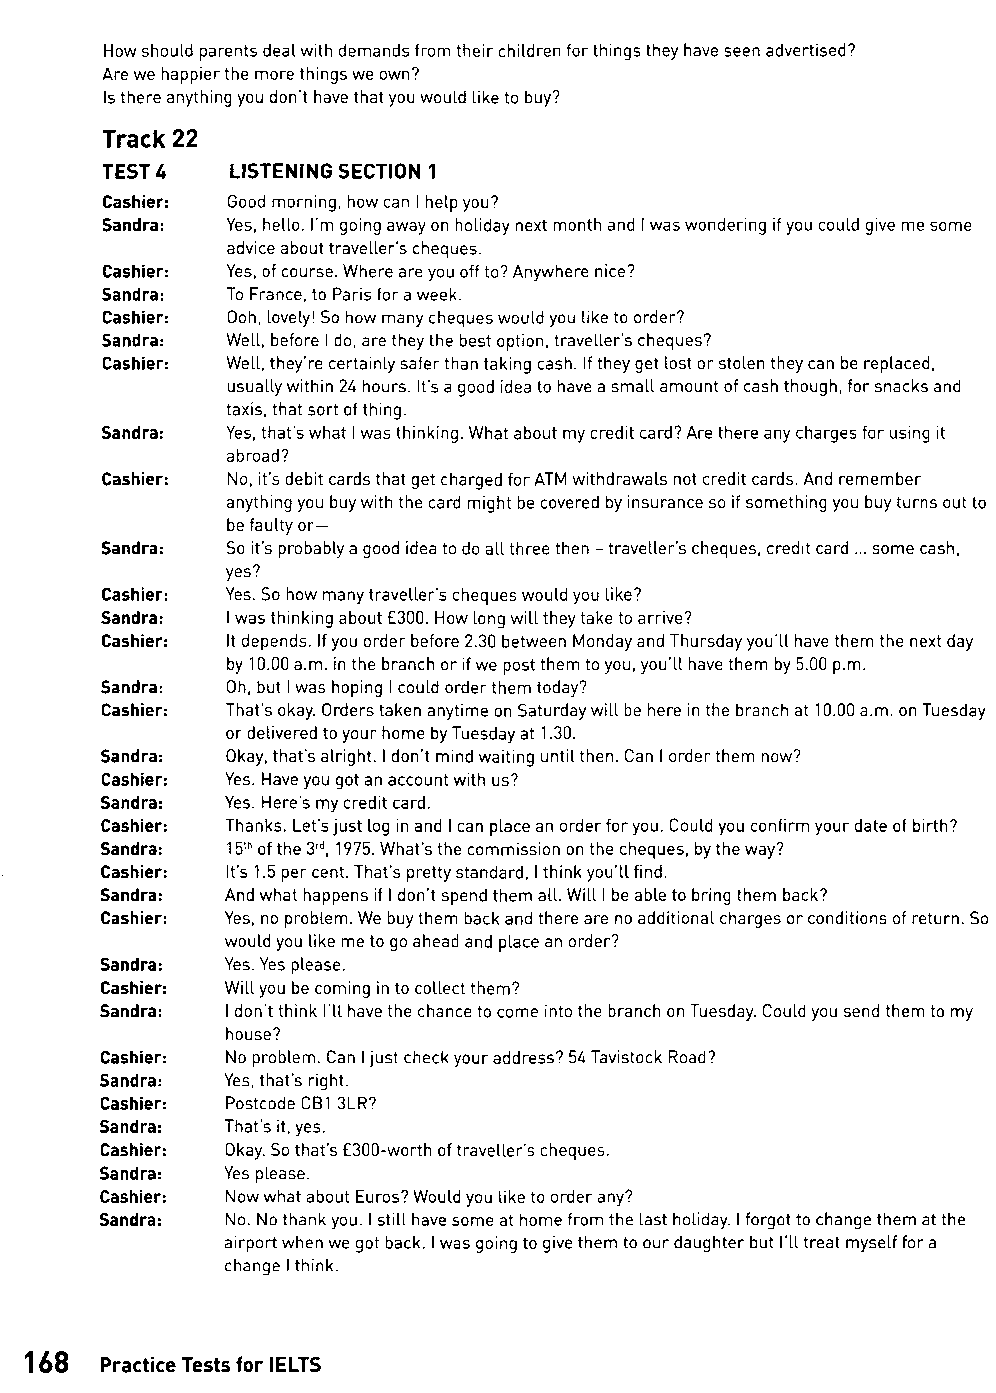 How should parents deal with demands from their children for things they have seen advertised?
Are we happier the more things we own?
Is there anything you don't have that you would like to buy?
Track 22
TEST 4 LISTENING SECTION 1
Cashier: Good morning, how can I help you?
Sandra: Yes, hello. I'm going away on holiday next month and I was wondering if you could give me some
advice about traveller's cheques.
Cashier: Yes, of course. Where are you off to? Anywhere nice?
Sandra: To France, to Paris for a week.
Cashier: Ooh, lovely! So how many cheques would you like to order?
Sandra: Well, before I do, are they the best option, traveller's cheques?
Cashier: Well, they're certainly safer than taking cash. If they get lost or stolen they can be replaced,
usually within 24 hours. It's a good idea to have a small amount of cash though, for snacks and
taxis, that sort of thing.
Sandra: Yes, that's what I was thinking. What about my credit card? Are there any charges for using it
abroad?
Cashier: No, it's debit cards that get charged for ATM withdrawals not credit cards. And remember
anything you buy with the card might be covered by insurance so if something you buy turns out to
be faulty or—
Sandra: So it's probably a good idea to do all three then – traveller's cheques, credit card ... some cash,
yes?
Cashier: Yes. So how many traveller's cheques would you like?
Sandra: I was thinking about £300. How long will they take to arrive?
Cashier: It depends. If you order before 2.30 between Monday and Thursday you'll have them the next day
by 10.00 a.m. in the branch or if we post them to you, you'll have them by 5.00 p.m.
Sandra: Oh, but I was hoping I could order them today?
Cashier: That's okay. Orders taken anytime on Saturday will be here in the branch at 10.00 a.m. on Tuesday
or delivered to your home by Tuesday at 1.30.
Sandra: Okay, that's alright. I don't mind waiting until then. Can I order them now?
Cashier: Yes. Have you got an account with us?
Sandra: Yes. Here's my credit card.
Cashier: Thanks. Let's just log in and I can place an order for you. Could you confirm your date of birth?
Sandra: 15th of the 3rd, 1975. What's the commission on the cheques, by the way?
Cashier: It's 1.5 per cent. That's pretty standard, I think you'll find.
Sandra: And what happens if I don't spend them all. Will I be able to bring them back?
Cashier: Yes, no problem. We buy them back and there are no additional charges or conditions of return. So
would you like me to go ahead and place an order?
Sandra: Yes. Yes please.
Cashier: Will you be coming in to collect them?
Sandra: I don't think I'll have the chance to come into the branch on Tuesday. Could you send them to my
house?
Cashier: No problem. Can I just check your address? 54 Tavistock Road?
Sandra: Yes, that's right.
Cashier: Postcode CB1 3LR?
Sandra: That's it, yes.
Cashier: Okay. So that's £300-worth of traveller's cheques.
Sandra: Yes please.
Cashier: Now what about Euros? Would you like to order any?
Sandra: No. No thank you. I still have some at home from the last holiday. I forgot to change them at the
airport when we got back. I was going to give them to our daughter but I'll treat myself for a
change I think.
168 Practice Tests for IELTS